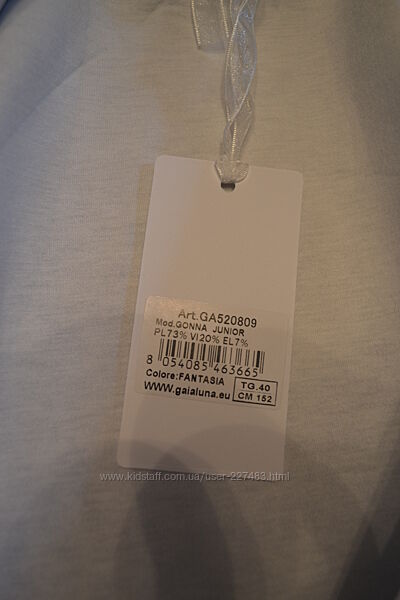 Art.GA520809
Mod.GONNA JUNIOR
PL73% VI20% EL7%
8 054085 463665
Colore:FANTASIA
TG.40
www.gaialuna.eu
CM 152
www.kidstaff.com.ua/user-227483.html